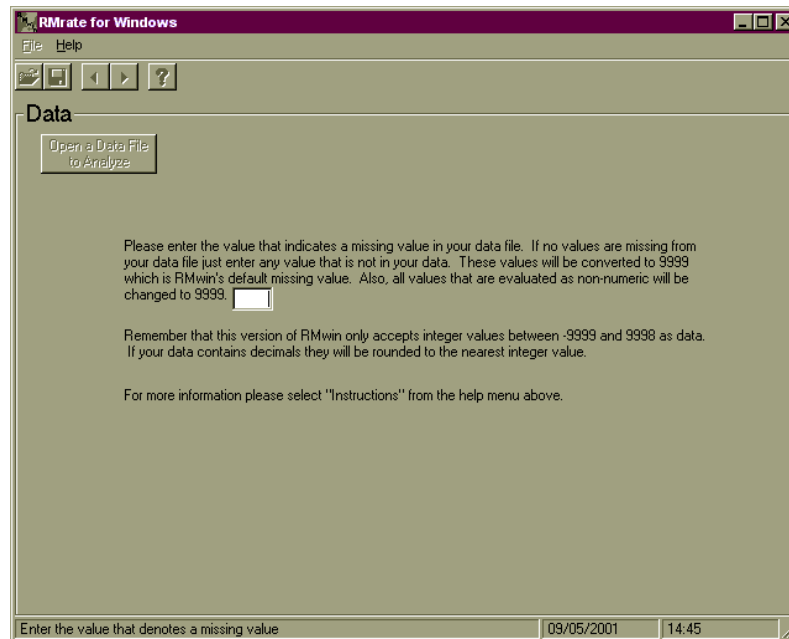 RMrate for Windows
File Help
Data
Open a Data File
to Analyze
Please enter the value that indicates a missing value in your data file.  If no values are missing from
your data file just enter any value that is not in your data.  These values will be converted to 9999
which is RMwin's default missing value.  Also, all values that are evaluated as non-numeric will be
changed to 9999.
Remember that this version of RMwin only accepts integer values between -9999 and 9998 as data.
If your data contains decimals they will be rounded to the nearest integer value.
For more information please select "Instructions" from the help menu above.
Enter the value that denotes a missing value 09/05/2001 14:45